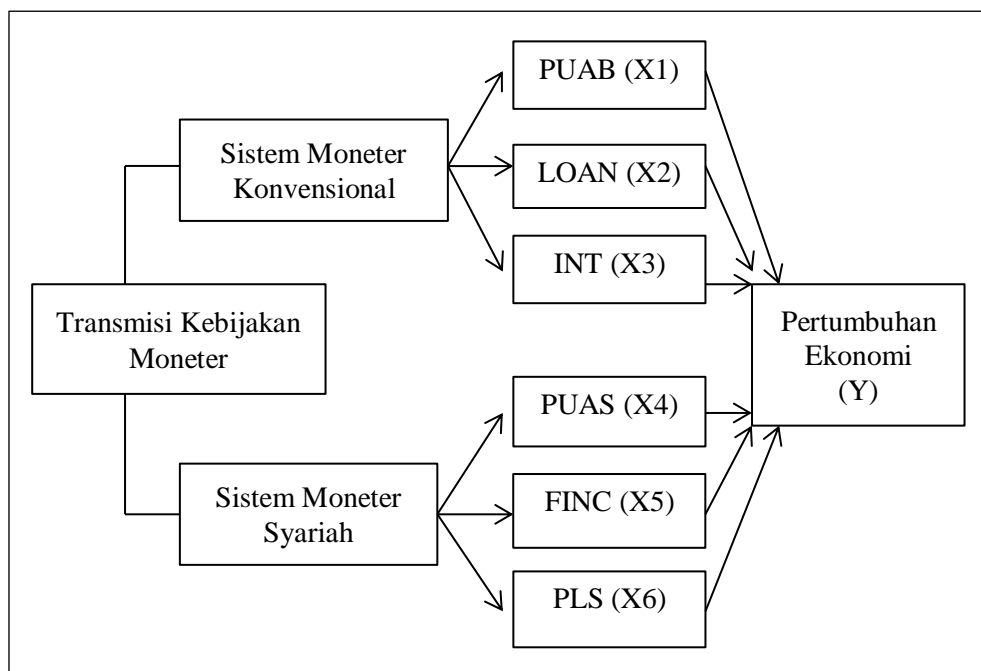 PUAB (X1)
Sistem Moneter
Konvensional
LOAN (X2)
INT (X3)
Transmisi Kebijakan
Moneter
Pertumbuhan
Ekonomi
(Y)
PUAS (X4)
Sistem Moneter
Syariah
FINC (X5)
PLS (X6)